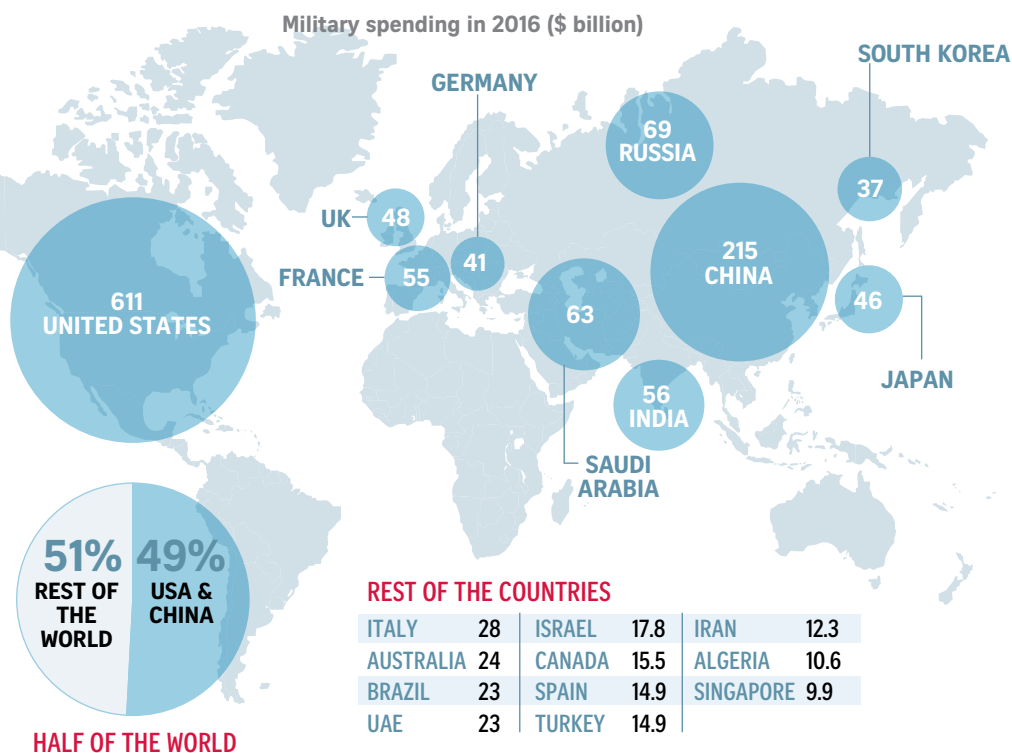 Military spending in 2016 ($ billion)
SOUTH KOREA
GERMANY
69
RUSSIA
37
UK
48
215
CHINA
FRANCE
55
41
611
UNITED STATES
63
46
JAPAN
56
INDIA
SAUDI
ARABIA
51%
REST OF
THE
WORLD
49%
USA &
CHINA
HALF OF THE WORLD
REST OF THE COUNTRIES
ITALY 28 ISRAEL 17.8 IRAN 12.3
AUSTRALIA 24 CANADA 15.5 ALGERIA 10.6
BRAZIL 23 SPAIN 14.9 SINGAPORE 9.9
UAE 23 TURKEY 14.9